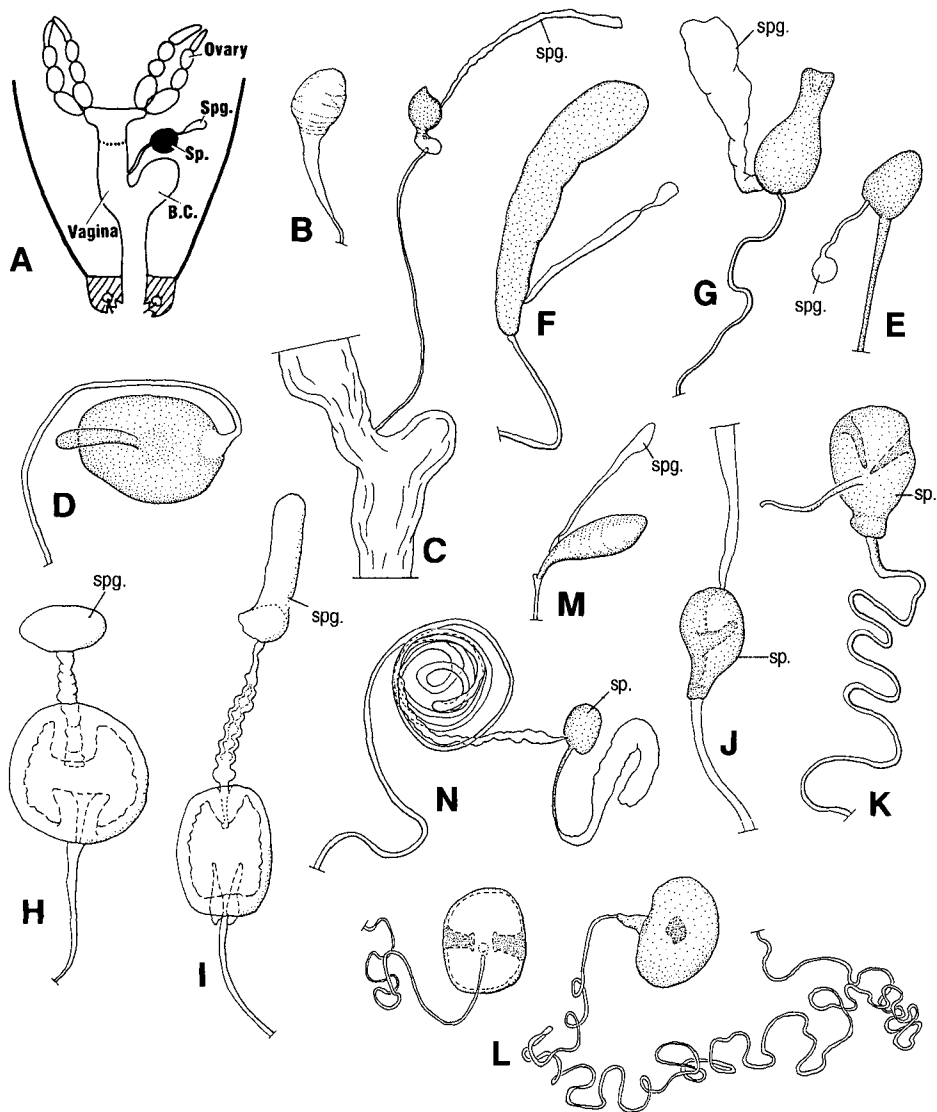 A
Ovary
Spg.
Sp.
B.C.
Vagina
B
spg.
C
F
spg.
G
spg.
E
D
spg.
M
sp.
K
spg.
H
spg.
I
sp.
N
sp.
J
L